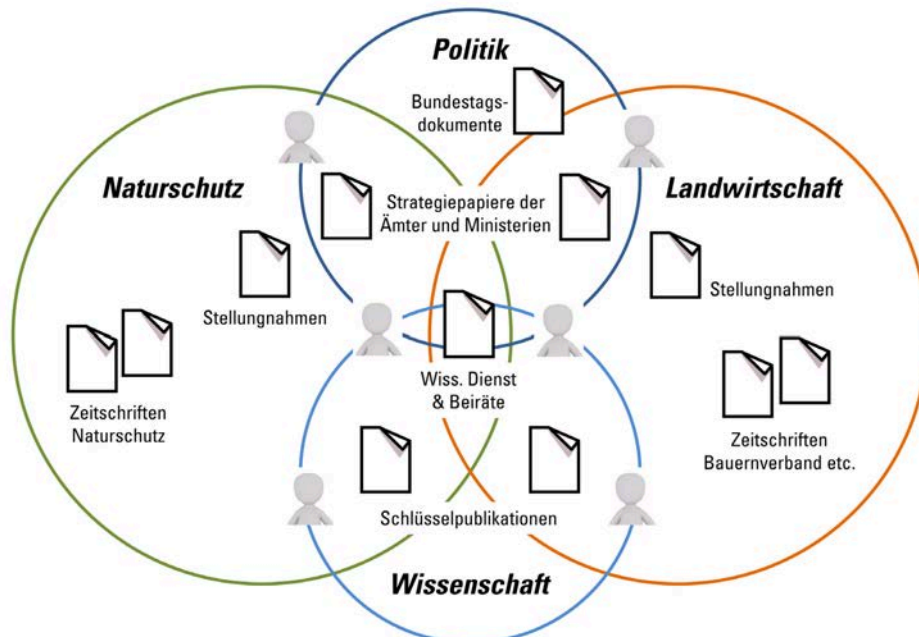 Politik
Bundestags-
dokumente
Naturschutz
Landwirtschaft
Strategiepapiere der
Ämter und Ministerien
Stellungnahmen
Stellungnahmen
Wiss. Dienst
& Beiräte
Zeitschriften
Naturschutz
Zeitschriften
Bauernverband etc.
Schlüsselpublikationen
Wissenschaft